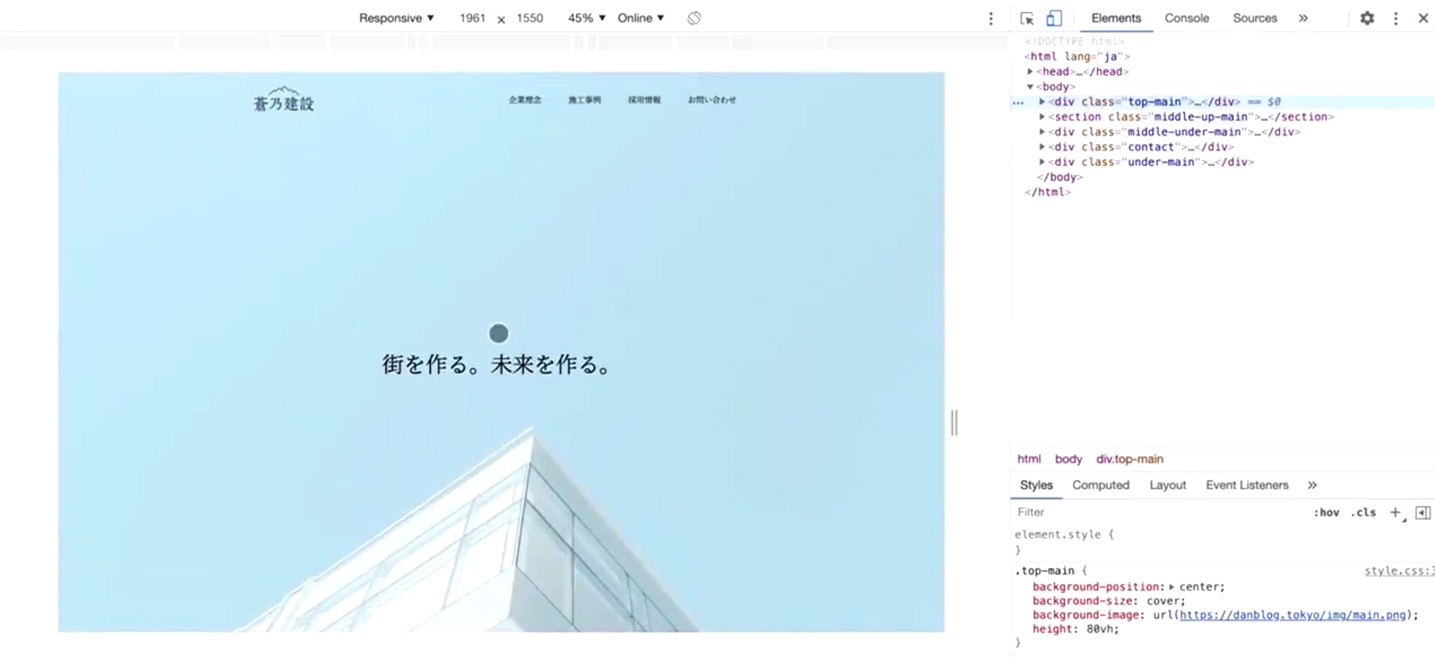 Responsive ▼ 1961 × 1550 45% ▼ Online ▼
Elements Console Sources »
<!DOCTYPE html>
<html lang="ja">
▶<head>…</head>
▼<body>
… ▶<div class="top-main">…</div> == $0
▶<section class="middle-up-main">…</section>
▶<div class="middle-under-main">…</div>
▶<div class="contact">…</div>
▶<div class="under-main">…</div>
</body>
</html>
蒼乃建設 企業理念 施工事例 採用情報 お問い合わせ
街を作る。未来を作る。
html body div.top-main
Styles Computed Layout Event Listeners »
Filter :hov .cls +
element.style {
}
.top-main { style.css:3
background-position:▶ center;
background-size: cover;
background-image: url(https://danblog.tokyo/img/main.png);
height: 80vh;
}